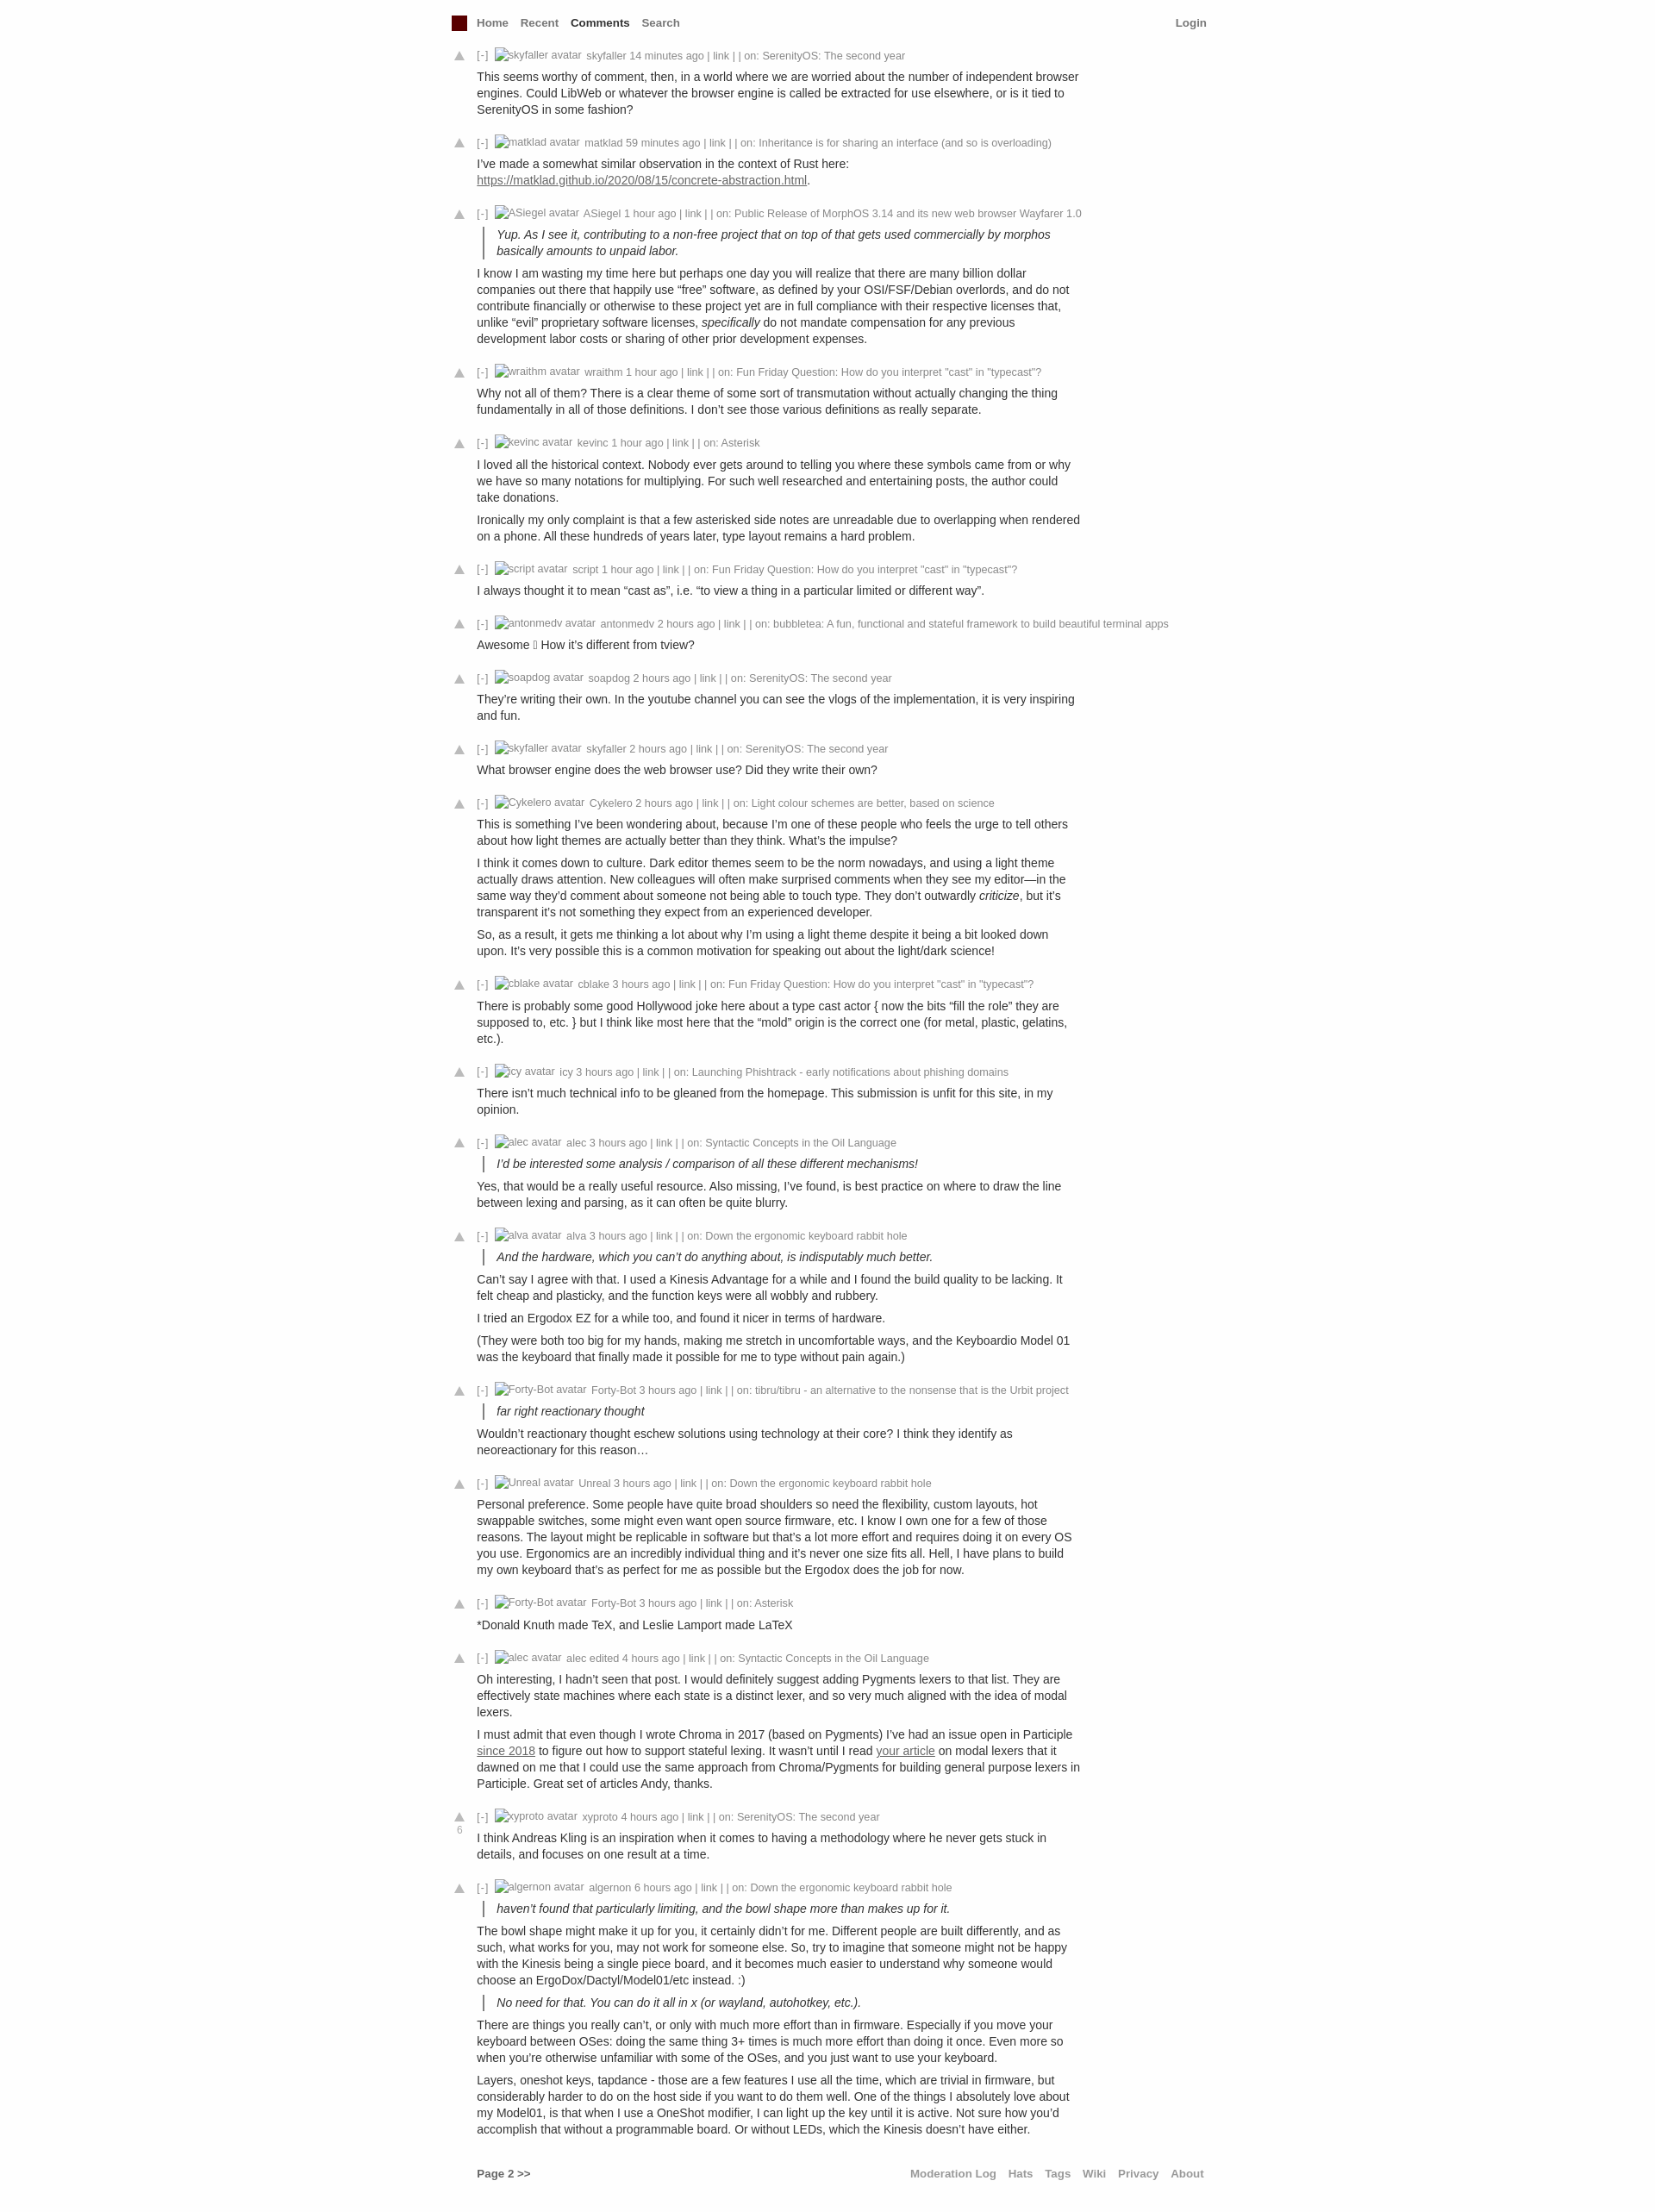 Home Recent Comments Search Login
[-] skyfaller avatar skyfaller 14 minutes ago | link | | on: SerenityOS: The second year
This seems worthy of comment, then, in a world where we are worried about the number of independent browser
engines. Could LibWeb or whatever the browser engine is called be extracted for use elsewhere, or is it tied to
SerenityOS in some fashion?
[-] matklad avatar matklad 59 minutes ago | link | | on: Inheritance is for sharing an interface (and so is overloading)
I’ve made a somewhat similar observation in the context of Rust here:
https://matklad.github.io/2020/08/15/concrete-abstraction.html.
[-] ASiegel avatar ASiegel 1 hour ago | link | | on: Public Release of MorphOS 3.14 and its new web browser Wayfarer 1.0
Yup. As I see it, contributing to a non-free project that on top of that gets used commercially by morphos
basically amounts to unpaid labor.
I know I am wasting my time here but perhaps one day you will realize that there are many billion dollar
companies out there that happily use “free” software, as defined by your OSI/FSF/Debian overlords, and do not
contribute financially or otherwise to these project yet are in full compliance with their respective licenses that,
unlike “evil” proprietary software licenses, specifically do not mandate compensation for any previous
development labor costs or sharing of other prior development expenses.
[-] wraithm avatar wraithm 1 hour ago | link | | on: Fun Friday Question: How do you interpret "cast" in "typecast"?
Why not all of them? There is a clear theme of some sort of transmutation without actually changing the thing
fundamentally in all of those definitions. I don’t see those various definitions as really separate.
[-] kevinc avatar kevinc 1 hour ago | link | | on: Asterisk
I loved all the historical context. Nobody ever gets around to telling you where these symbols came from or why
we have so many notations for multiplying. For such well researched and entertaining posts, the author could
take donations.
Ironically my only complaint is that a few asterisked side notes are unreadable due to overlapping when rendered
on a phone. All these hundreds of years later, type layout remains a hard problem.
[-] script avatar script 1 hour ago | link | | on: Fun Friday Question: How do you interpret "cast" in "typecast"?
I always thought it to mean “cast as”, i.e. “to view a thing in a particular limited or different way”.
[-] antonmedv avatar antonmedv 2 hours ago | link | | on: bubbletea: A fun, functional and stateful framework to build beautiful terminal apps
Awesome How it’s different from tview?
[-] soapdog avatar soapdog 2 hours ago | link | | on: SerenityOS: The second year
They’re writing their own. In the youtube channel you can see the vlogs of the implementation, it is very inspiring
and fun.
[-] skyfaller avatar skyfaller 2 hours ago | link | | on: SerenityOS: The second year
What browser engine does the web browser use? Did they write their own?
[-] Cykelero avatar Cykelero 2 hours ago | link | | on: Light colour schemes are better, based on science
This is something I’ve been wondering about, because I’m one of these people who feels the urge to tell others
about how light themes are actually better than they think. What’s the impulse?
I think it comes down to culture. Dark editor themes seem to be the norm nowadays, and using a light theme
actually draws attention. New colleagues will often make surprised comments when they see my editor—in the
same way they’d comment about someone not being able to touch type. They don’t outwardly criticize, but it’s
transparent it’s not something they expect from an experienced developer.
So, as a result, it gets me thinking a lot about why I’m using a light theme despite it being a bit looked down
upon. It’s very possible this is a common motivation for speaking out about the light/dark science!
[-] cblake avatar cblake 3 hours ago | link | | on: Fun Friday Question: How do you interpret "cast" in "typecast"?
There is probably some good Hollywood joke here about a type cast actor { now the bits “fill the role” they are
supposed to, etc. } but I think like most here that the “mold” origin is the correct one (for metal, plastic, gelatins,
etc.).
[-] icy avatar icy 3 hours ago | link | | on: Launching Phishtrack - early notifications about phishing domains
There isn’t much technical info to be gleaned from the homepage. This submission is unfit for this site, in my
opinion.
[-] alec avatar alec 3 hours ago | link | | on: Syntactic Concepts in the Oil Language
I’d be interested some analysis / comparison of all these different mechanisms!
Yes, that would be a really useful resource. Also missing, I’ve found, is best practice on where to draw the line
between lexing and parsing, as it can often be quite blurry.
[-] alva avatar alva 3 hours ago | link | | on: Down the ergonomic keyboard rabbit hole
And the hardware, which you can’t do anything about, is indisputably much better.
Can’t say I agree with that. I used a Kinesis Advantage for a while and I found the build quality to be lacking. It
felt cheap and plasticky, and the function keys were all wobbly and rubbery.
I tried an Ergodox EZ for a while too, and found it nicer in terms of hardware.
(They were both too big for my hands, making me stretch in uncomfortable ways, and the Keyboardio Model 01
was the keyboard that finally made it possible for me to type without pain again.)
[-] Forty-Bot avatar Forty-Bot 3 hours ago | link | | on: tibru/tibru - an alternative to the nonsense that is the Urbit project
far right reactionary thought
Wouldn’t reactionary thought eschew solutions using technology at their core? I think they identify as
neoreactionary for this reason…
[-] Unreal avatar Unreal 3 hours ago | link | | on: Down the ergonomic keyboard rabbit hole
Personal preference. Some people have quite broad shoulders so need the flexibility, custom layouts, hot
swappable switches, some might even want open source firmware, etc. I know I own one for a few of those
reasons. The layout might be replicable in software but that’s a lot more effort and requires doing it on every OS
you use. Ergonomics are an incredibly individual thing and it’s never one size fits all. Hell, I have plans to build
my own keyboard that’s as perfect for me as possible but the Ergodox does the job for now.
[-] Forty-Bot avatar Forty-Bot 3 hours ago | link | | on: Asterisk
*Donald Knuth made TeX, and Leslie Lamport made LaTeX
[-] alec avatar alec edited 4 hours ago | link | | on: Syntactic Concepts in the Oil Language
Oh interesting, I hadn’t seen that post. I would definitely suggest adding Pygments lexers to that list. They are
effectively state machines where each state is a distinct lexer, and so very much aligned with the idea of modal
lexers.
I must admit that even though I wrote Chroma in 2017 (based on Pygments) I’ve had an issue open in Participle
since 2018 to figure out how to support stateful lexing. It wasn’t until I read your article on modal lexers that it
dawned on me that I could use the same approach from Chroma/Pygments for building general purpose lexers in
Participle. Great set of articles Andy, thanks.
[-] xyproto avatar xyproto 4 hours ago | link | | on: SerenityOS: The second year
6
I think Andreas Kling is an inspiration when it comes to having a methodology where he never gets stuck in
details, and focuses on one result at a time.
[-] algernon avatar algernon 6 hours ago | link | | on: Down the ergonomic keyboard rabbit hole
haven’t found that particularly limiting, and the bowl shape more than makes up for it.
The bowl shape might make it up for you, it certainly didn’t for me. Different people are built differently, and as
such, what works for you, may not work for someone else. So, try to imagine that someone might not be happy
with the Kinesis being a single piece board, and it becomes much easier to understand why someone would
choose an ErgoDox/Dactyl/Model01/etc instead. :)
No need for that. You can do it all in x (or wayland, autohotkey, etc.).
There are things you really can’t, or only with much more effort than in firmware. Especially if you move your
keyboard between OSes: doing the same thing 3+ times is much more effort than doing it once. Even more so
when you’re otherwise unfamiliar with some of the OSes, and you just want to use your keyboard.
Layers, oneshot keys, tapdance - those are a few features I use all the time, which are trivial in firmware, but
considerably harder to do on the host side if you want to do them well. One of the things I absolutely love about
my Model01, is that when I use a OneShot modifier, I can light up the key until it is active. Not sure how you’d
accomplish that without a programmable board. Or without LEDs, which the Kinesis doesn’t have either.
Page 2 >> Moderation Log Hats Tags Wiki Privacy About